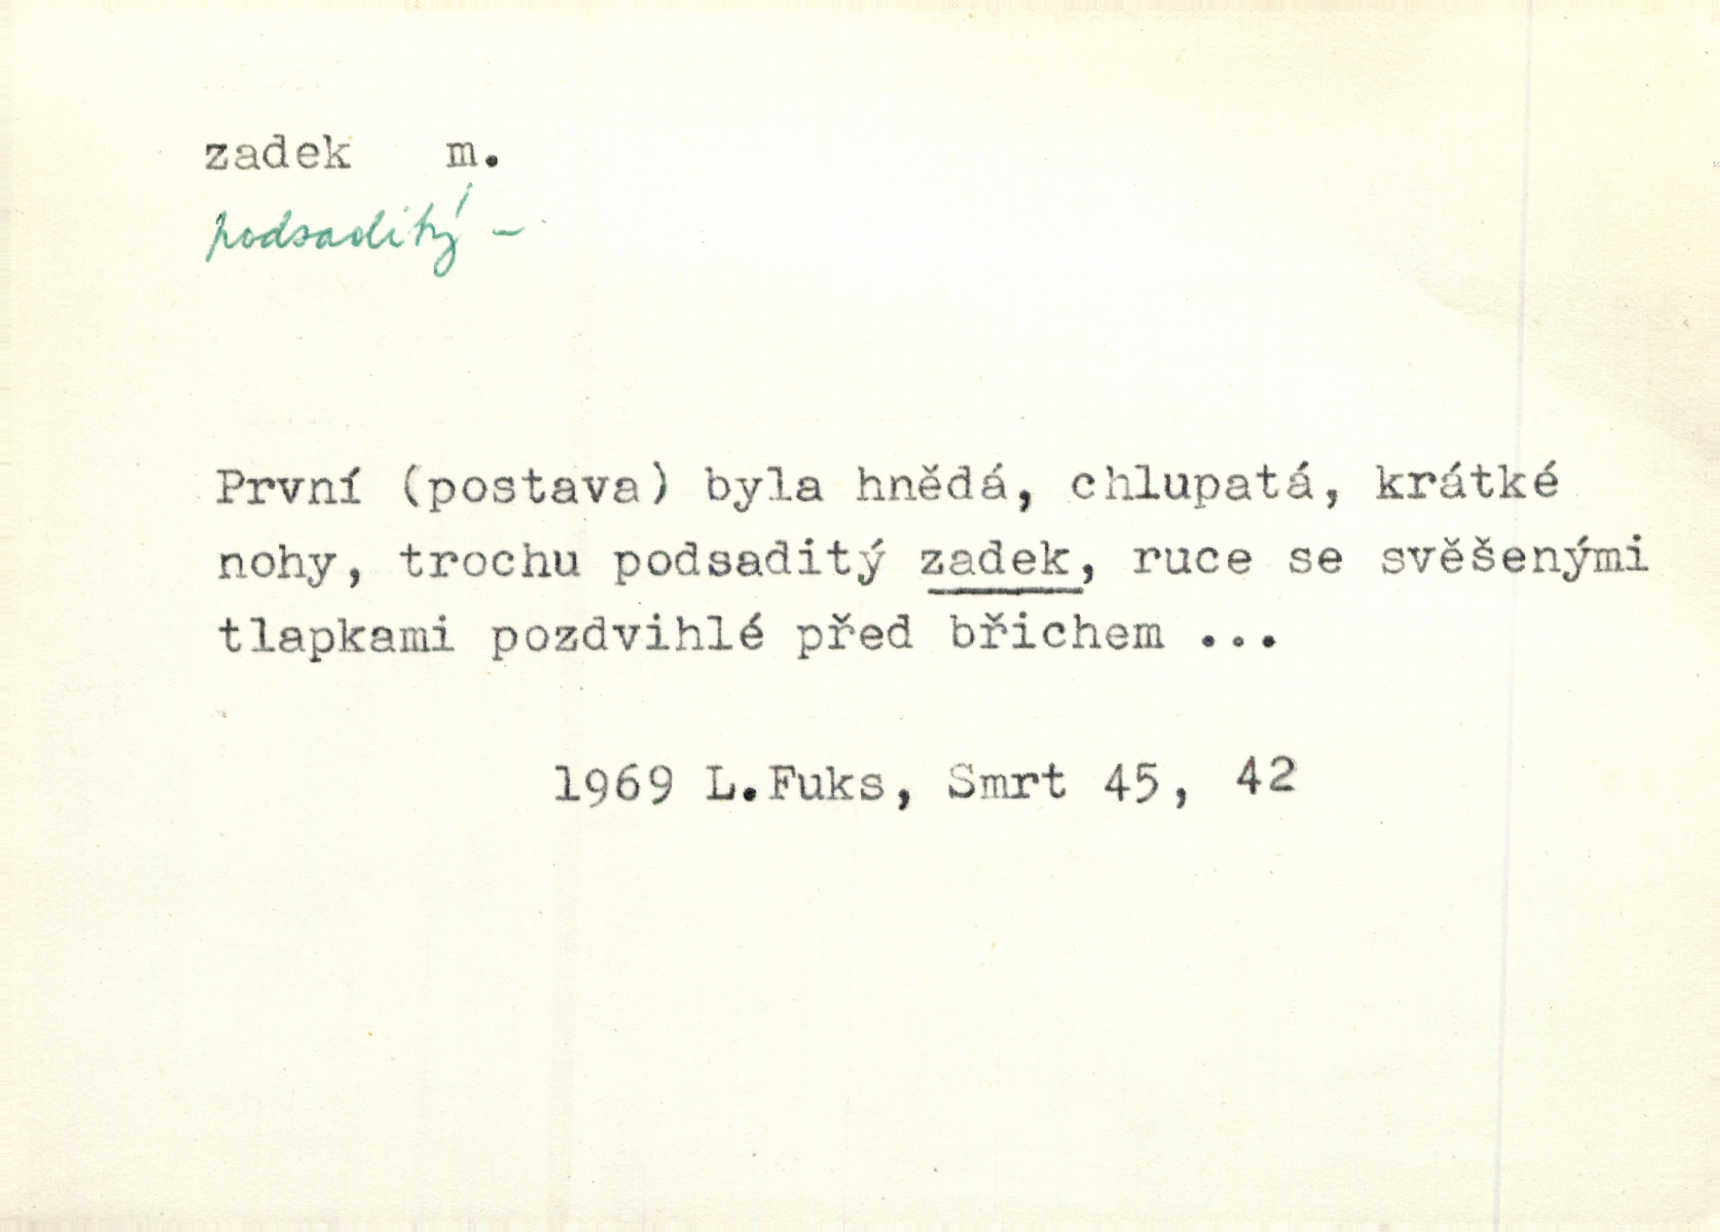 zadek m.
podsaditý –
První (postava) byla hnědá, chlupatá, krátké
nohy, trochu podsaditý zadek, ruce se svěšenými
tlapkami pozdvihlé před břichem ...
1969 L.Fuks, Smrt 45, 42